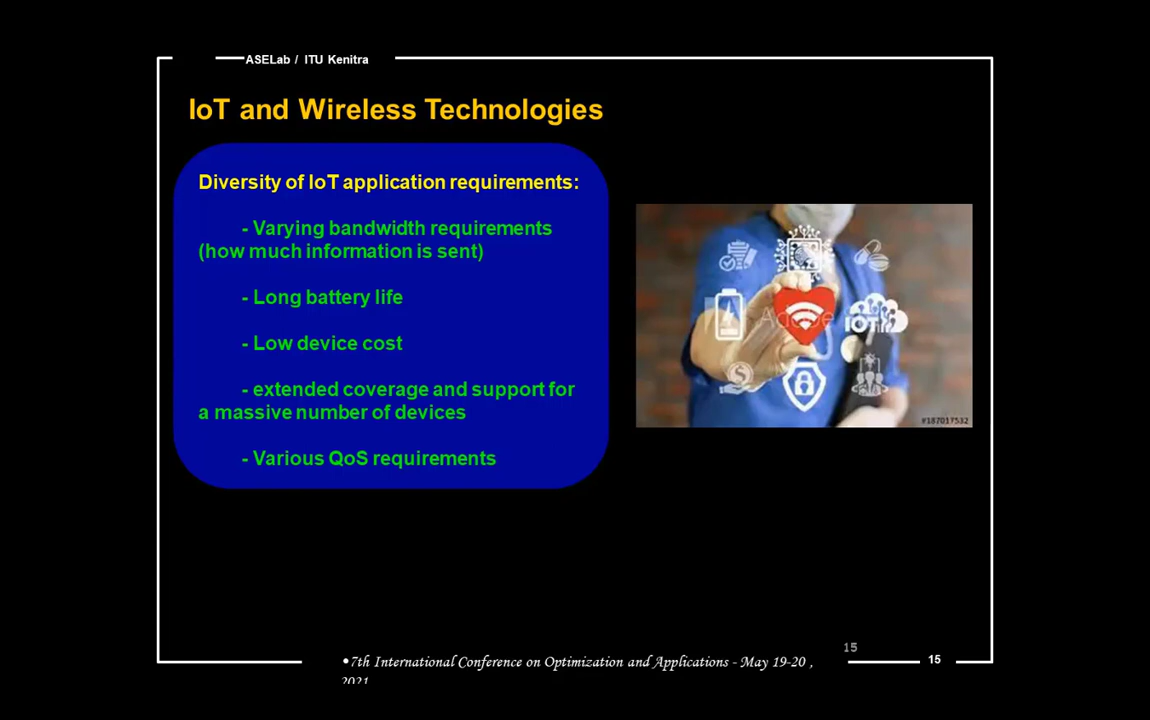 ASELab / ITU Kenitra
IoT and Wireless Technologies
Diversity of IoT application requirements:
- Varying bandwidth requirements
(how much information is sent)
- Long battery life
- Low device cost
- extended coverage and support for
a massive number of devices
- Various QoS requirements
Adobe
IOT
#187017532
15
•7th International Conference on Optimization and Applications - May 19-20 ,
2021
15